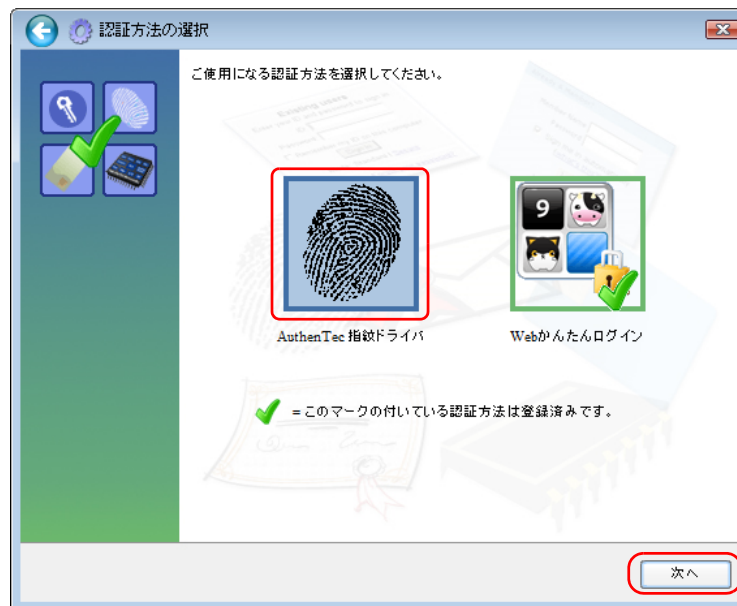 認証方法の選択
ご使用になる認証方法を選択してください。
Existing users
9
AuthenTec 指紋ドライバ
Webかんたんログイン
=このマークの付いている認証方法は登録済みです。
次へ